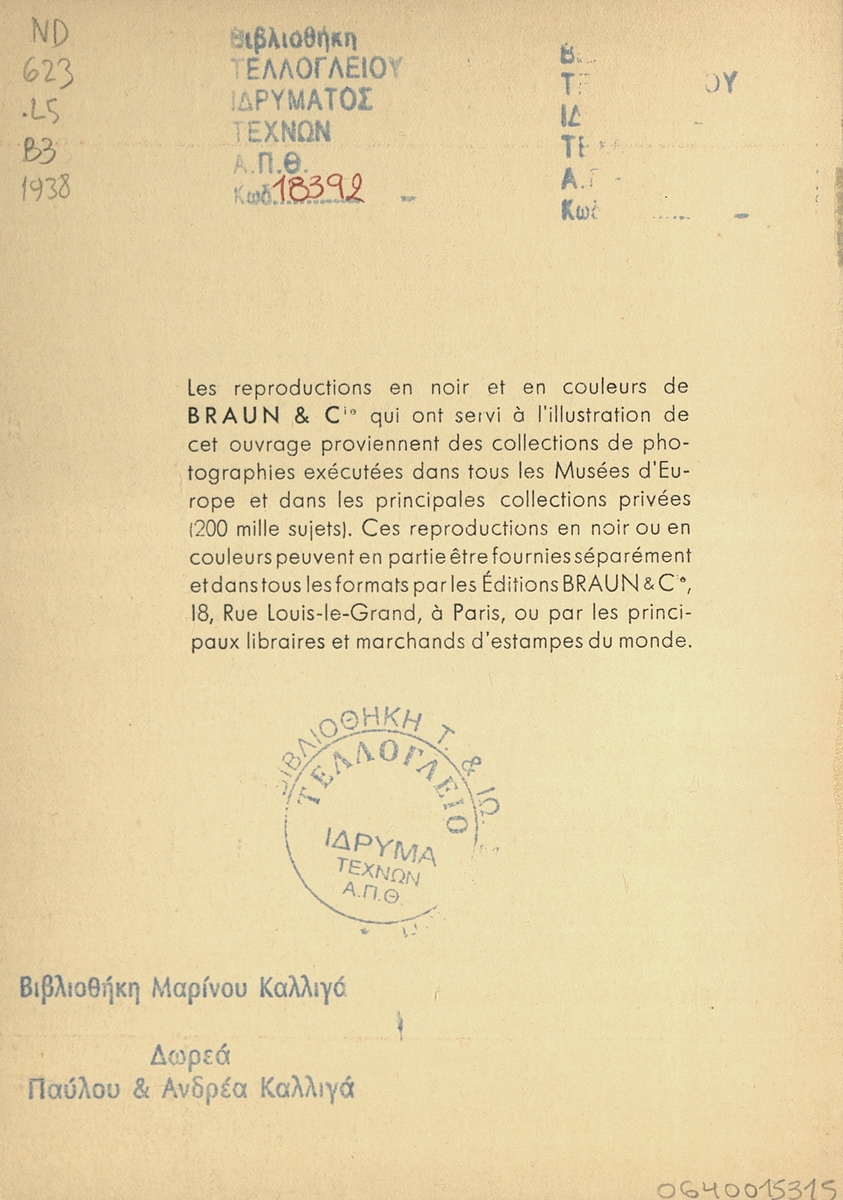 ND
623
.L5
B3
1938
Βιβλιοθήκη
ΤΕΛΛΟΓΛΕΙΟΥ
ΙΔΡΥΜΑΤΟΣ
ΤΕΧΝΩΝ
Α.Π.Θ.
Κωδ.18392
Les reproductions en noir et en couleurs de
BRAUN & Cie qui ont servi à l'illustration de
cet ouvrage proviennent des collections de pho-
tographies exécutées dans tous les Musées d'Eu-
rope et dans les principales collections privées
(200 mille sujets). Ces reproductions en noir ou en
couleurs peuvent en partie être fournies séparément
et dans tous les formats par les Éditions BRAUN & Cie,
18, Rue Louis-le-Grand, à Paris, ou par les princi-
paux libraires et marchands d'estampes du monde.
ΒΙΒΛΙΟΘΗΚΗ Τ. & ΙΩ.
ΤΕΛΛΟΓΛΕΙΟ
ΙΔΡΥΜΑ
ΤΕΧΝΩΝ
Α.Π.Θ.
Βιβλιοθήκη Μαρίνου Καλλιγά
Δωρεά
Παύλου & Ανδρέα Καλλιγά
0640015315